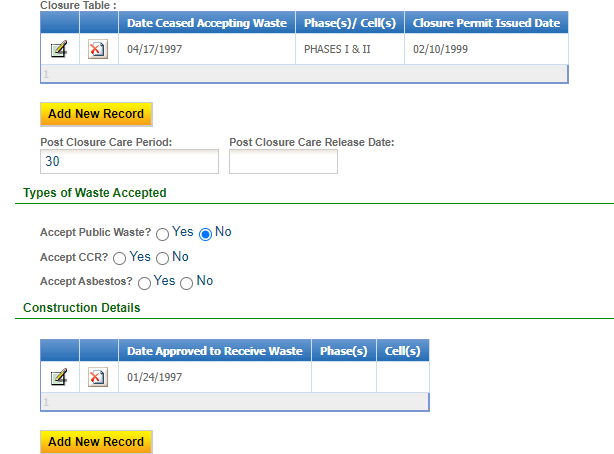 Closure Table :
Date Ceased Accepting Waste Phase(s)/ Cell(s) Closure Permit Issued Date
04/17/1997 PHASES I & II 02/10/1999
1
Add New Record
Post Closure Care Period: Post Closure Care Release Date:
30
Types of Waste Accepted
Accept Public Waste? Yes No
Accept CCR? Yes No
Accept Asbestos? Yes No
Construction Details
Date Approved to Receive Waste Phase(s) Cell(s)
01/24/1997
1
Add New Record